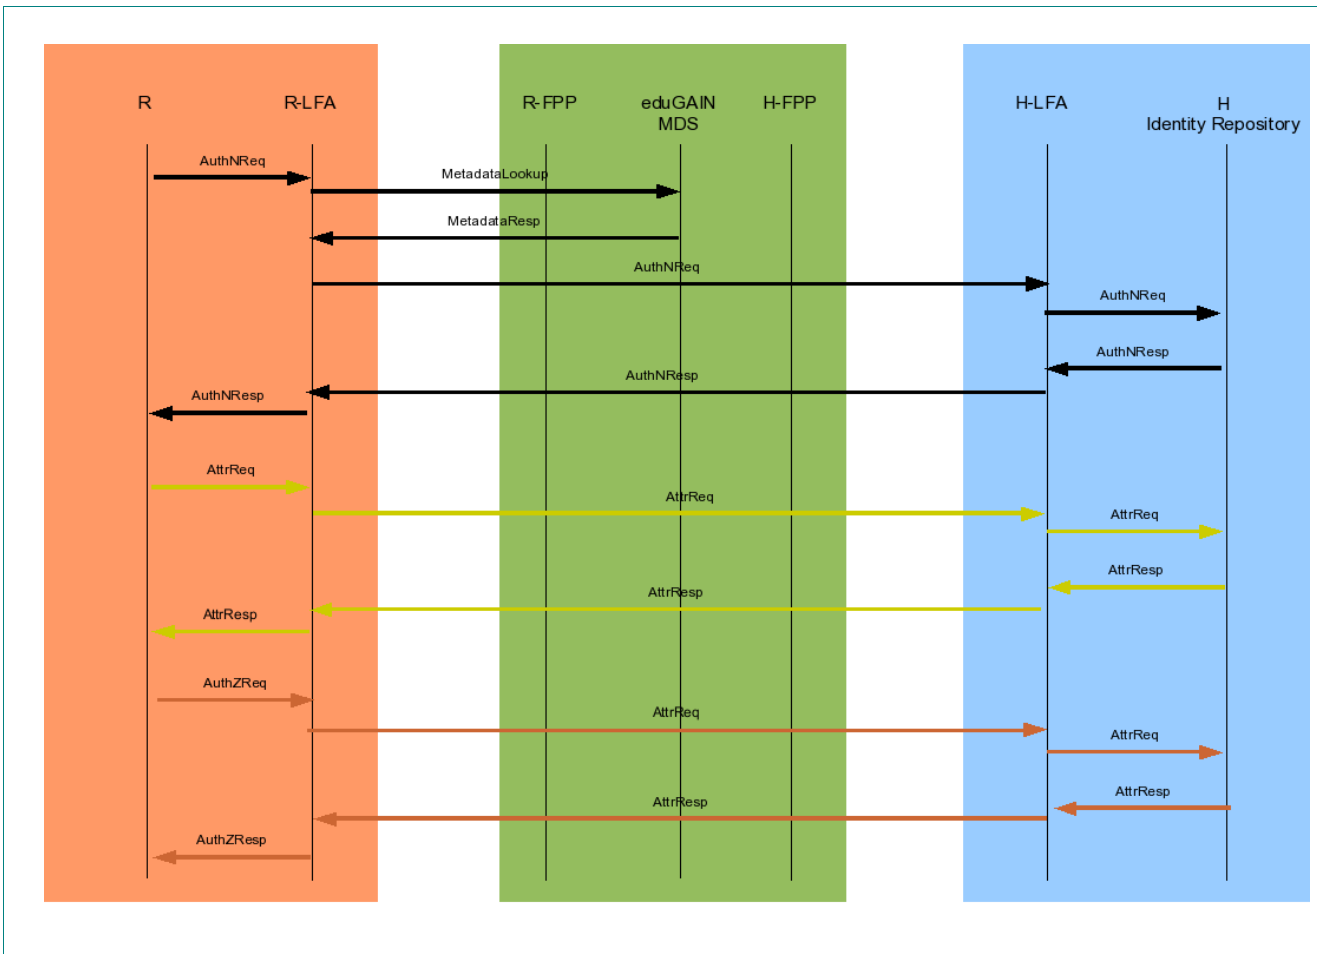 R
R-LFA
R-FPP
eduGAIN
MDS
H-FPP
H-LFA
H
Identity Repository
AuthNReq
MetadataLookup
MetadataResp
AuthNReq
AuthNReq
AuthNResp
AuthNResp
AuthNResp
AttrReq
AttrReq
AttrReq
AttrResp
AttrResp
AttrResp
AuthZReq
AttrReq
AttrReq
AttrResp
AttrResp
AuthZResp